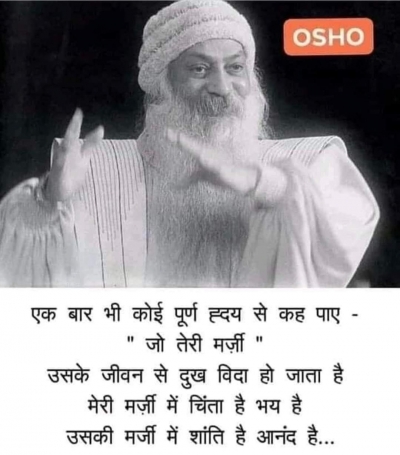 OSHO
एक बार भी कोई पूर्ण ह्दय से कह पाए -
" जो तेरी मर्ज़ी "
उसके जीवन से दुख विदा हो जाता है
मेरी मर्ज़ी में चिंता है भय है
उसकी मर्जी में शांति है आनंद है...